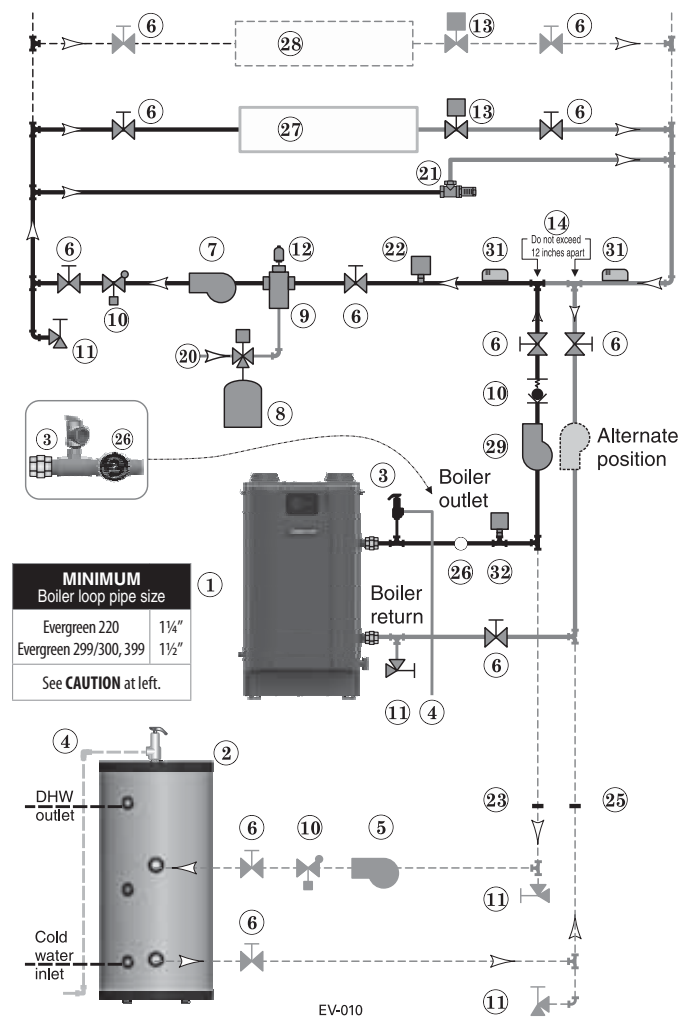 6 13 6
28
6 13 6
27
21
14
6 7 12 22 31 Do not exceed 31
12 inches apart
9 6
10
11 20 6 6
8 10
3 26 29 Alternate
position
3 Boiler
outlet
26 32
MINIMUM
Boiler loop pipe size
1
Evergreen 220 1¼″
Evergreen 299/300, 399 1½″
See CAUTION at left.
Boiler
return
6
11 4
4 2
DHW
outlet
23 25
6 10 5
11
6
Cold
water
inlet
11
EV-010